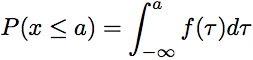 P(x ≤ a) = ∫_{-∞}^{a} f(τ)dτ